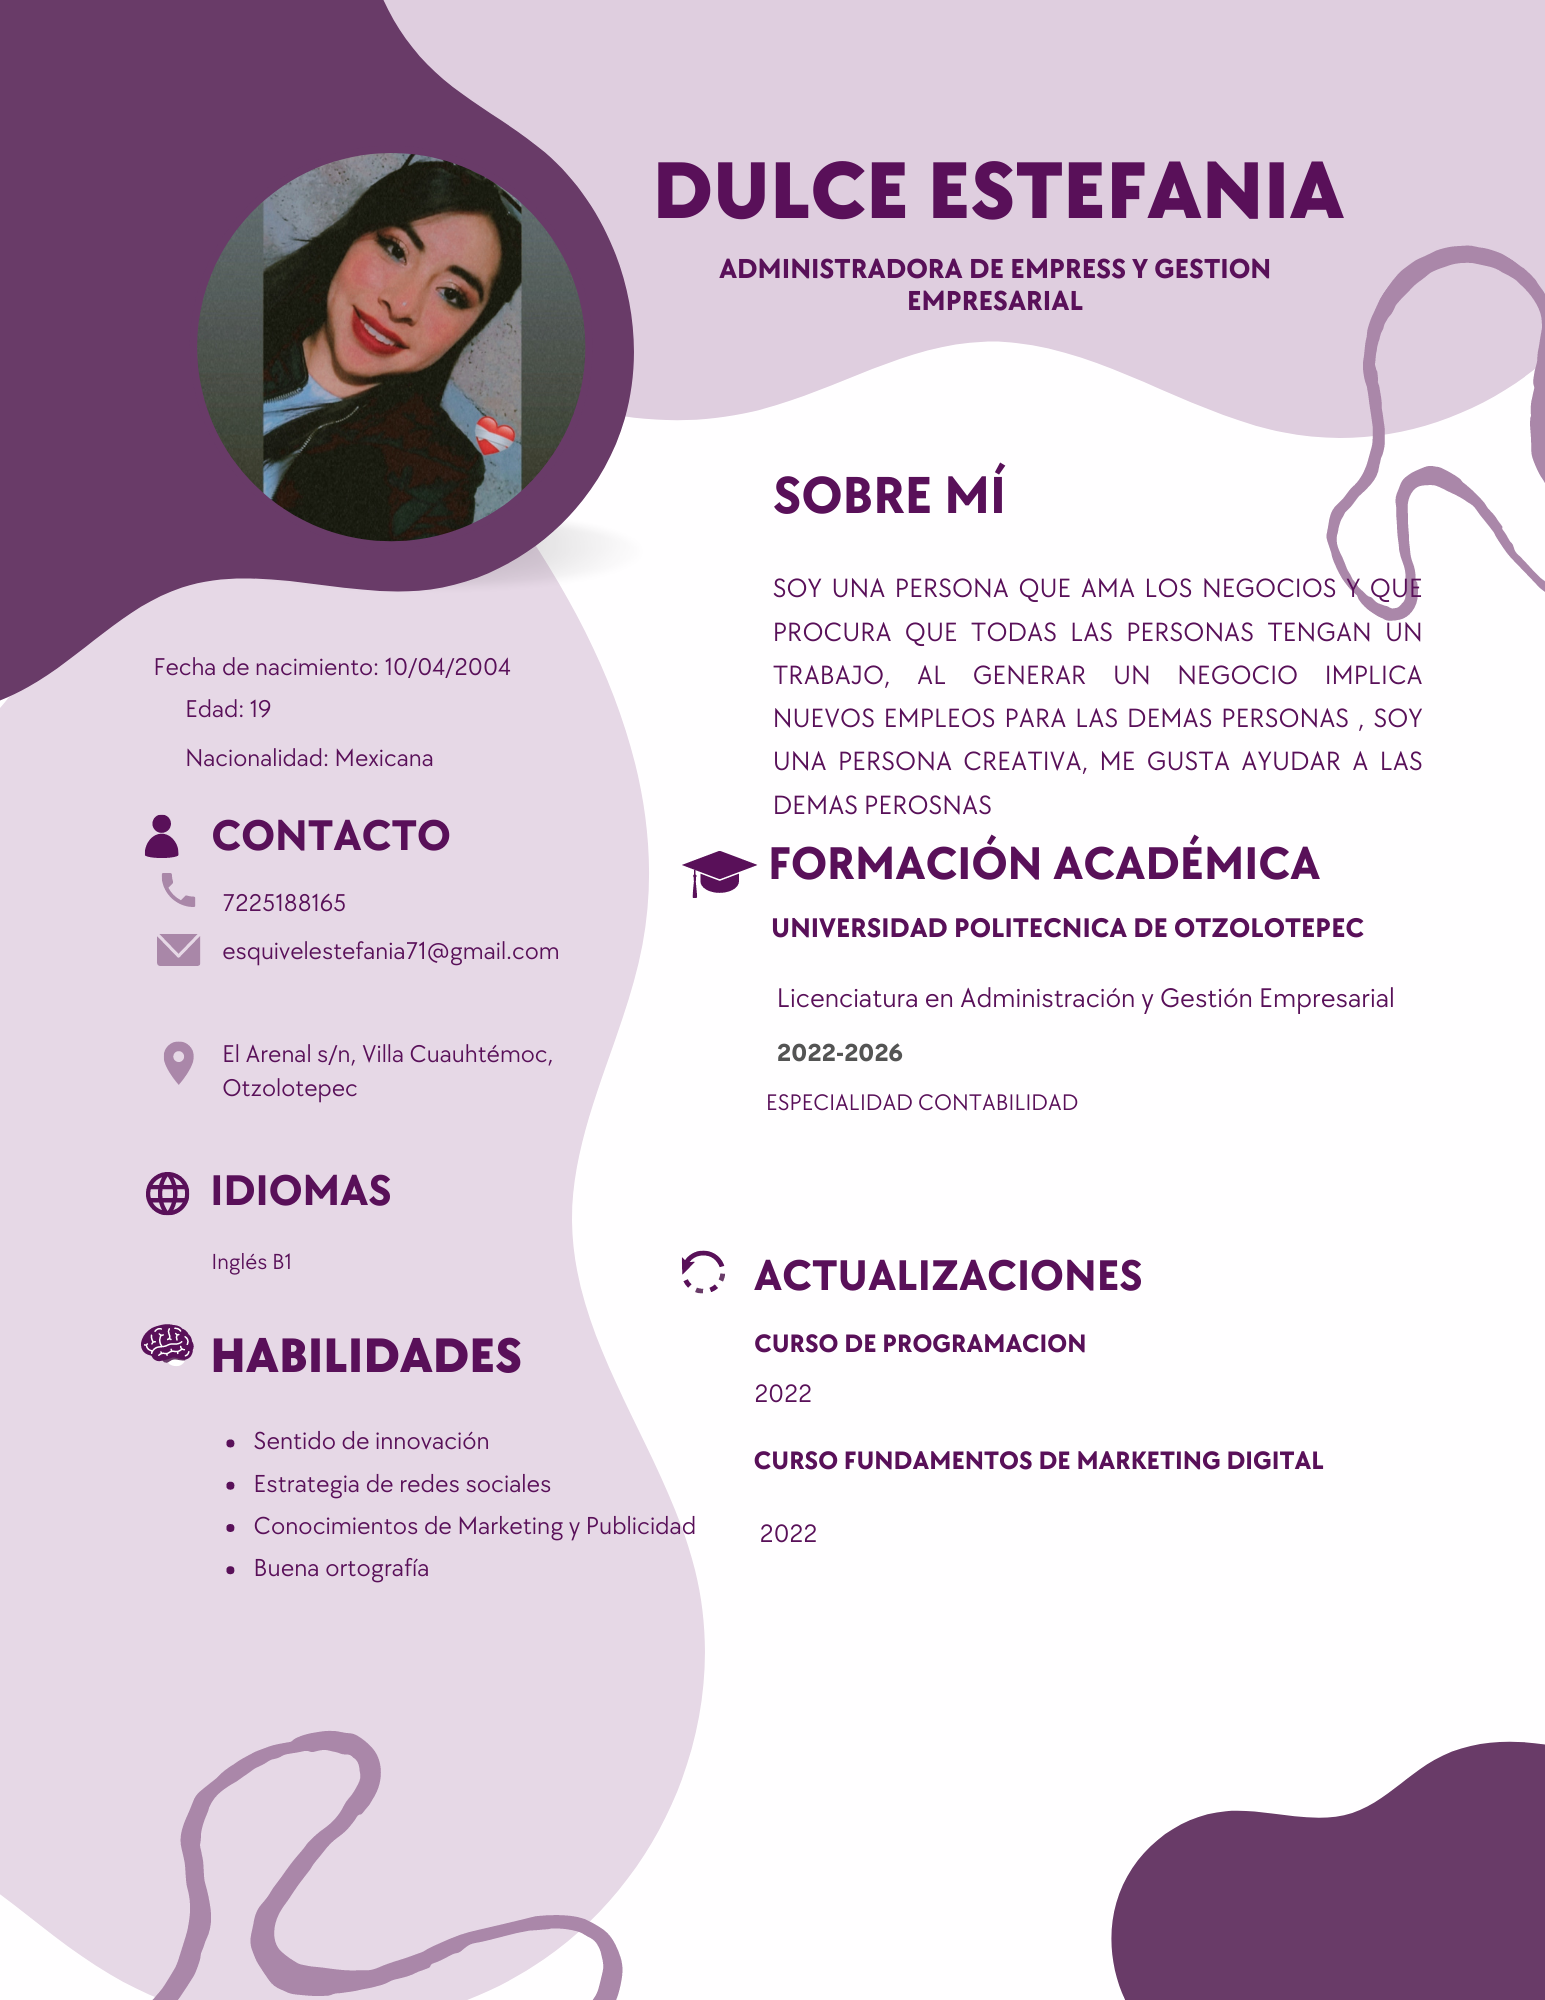 DULCE ESTEFANIA
ADMINISTRADORA DE EMPRESS Y GESTION
EMPRESARIAL
Fecha de nacimiento: 10/04/2004
Edad: 19
Nacionalidad: Mexicana
CONTACTO
7225188165
esquivelestefania71@gmail.com
El Arenal s/n, Villa Cuauhtémoc,
Otzolotepec
IDIOMAS
Inglés B1
HABILIDADES
• Sentido de innovación
• Estrategia de redes sociales
• Conocimientos de Marketing y Publicidad
• Buena ortografía
SOBRE MÍ
SOY UNA PERSONA QUE AMA LOS NEGOCIOS Y QUE
PROCURA QUE TODAS LAS PERSONAS TENGAN UN
TRABAJO, AL GENERAR UN NEGOCIO IMPLICA
NUEVOS EMPLEOS PARA LAS DEMAS PERSONAS , SOY
UNA PERSONA CREATIVA, ME GUSTA AYUDAR A LAS
DEMAS PEROSNAS
FORMACIÓN ACADÉMICA
UNIVERSIDAD POLITECNICA DE OTZOLOTEPEC
Licenciatura en Administración y Gestión Empresarial
2022-2026
ESPECIALIDAD CONTABILIDAD
ACTUALIZACIONES
CURSO DE PROGRAMACION
2022
CURSO FUNDAMENTOS DE MARKETING DIGITAL
2022